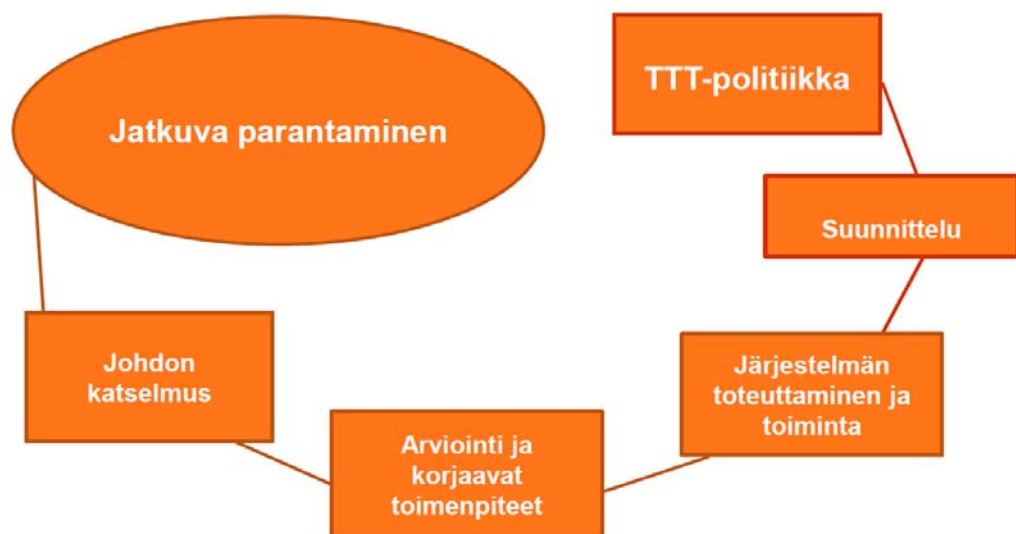 Jatkuva parantaminen
TTT-politiikka
Suunnittelu
Järjestelmän
toteuttaminen ja
toiminta
Arviointi ja
korjaavat
toimenpiteet
Johdon
katselmus